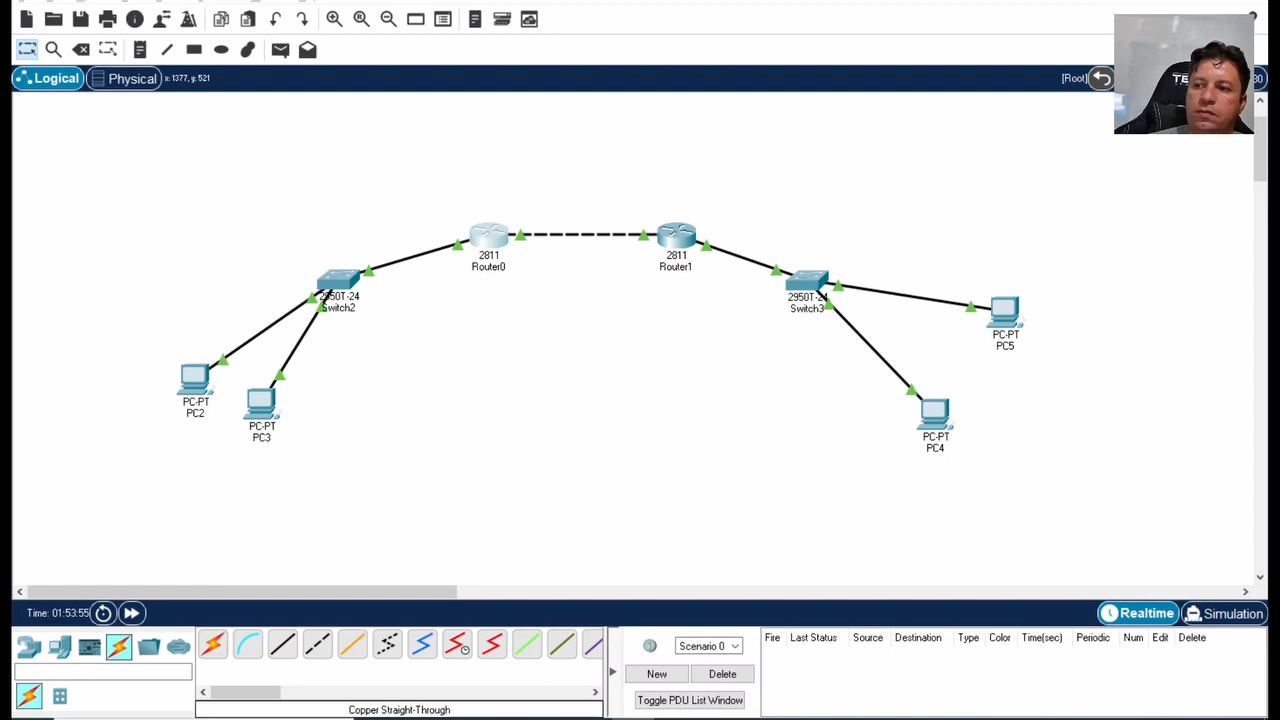 Logical
Physical
x: 1377, y: 521
[Root]
2811
Router0
2811
Router1
2950T-24
Switch2
2950T-24
Switch3
PC-PT
PC5
PC-PT
PC2
PC-PT
PC3
PC-PT
PC4
Time: 01:53:55
Realtime
Simulation
Scenario 0
New
Delete
Toggle PDU List Window
Fire Last Status Source Destination Type Color Time(sec) Periodic Num Edit Delete
Copper Straight-Through